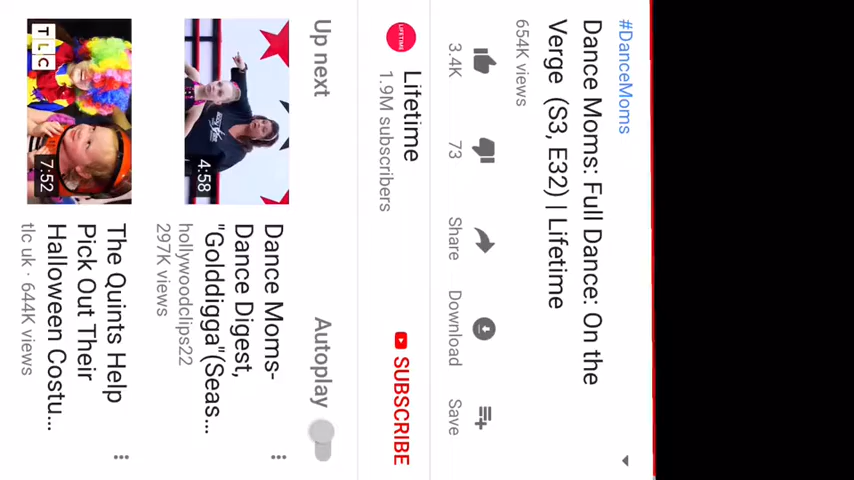 #DanceMoms
Dance Moms: Full Dance: On the
Verge (S3, E32) | Lifetime
654K views
3.4K
73
Share
Download
Save
LIFETIME
Lifetime
1.9M subscribers
SUBSCRIBE
Up next
Autoplay
4:58
Dance Moms-
Dance Digest,
"Golddigga"(Seas...
hollywoodclips22
297K views
TLC
7:52
The Quints Help
Pick Out Their
Halloween Costu...
tlc uk · 644K views